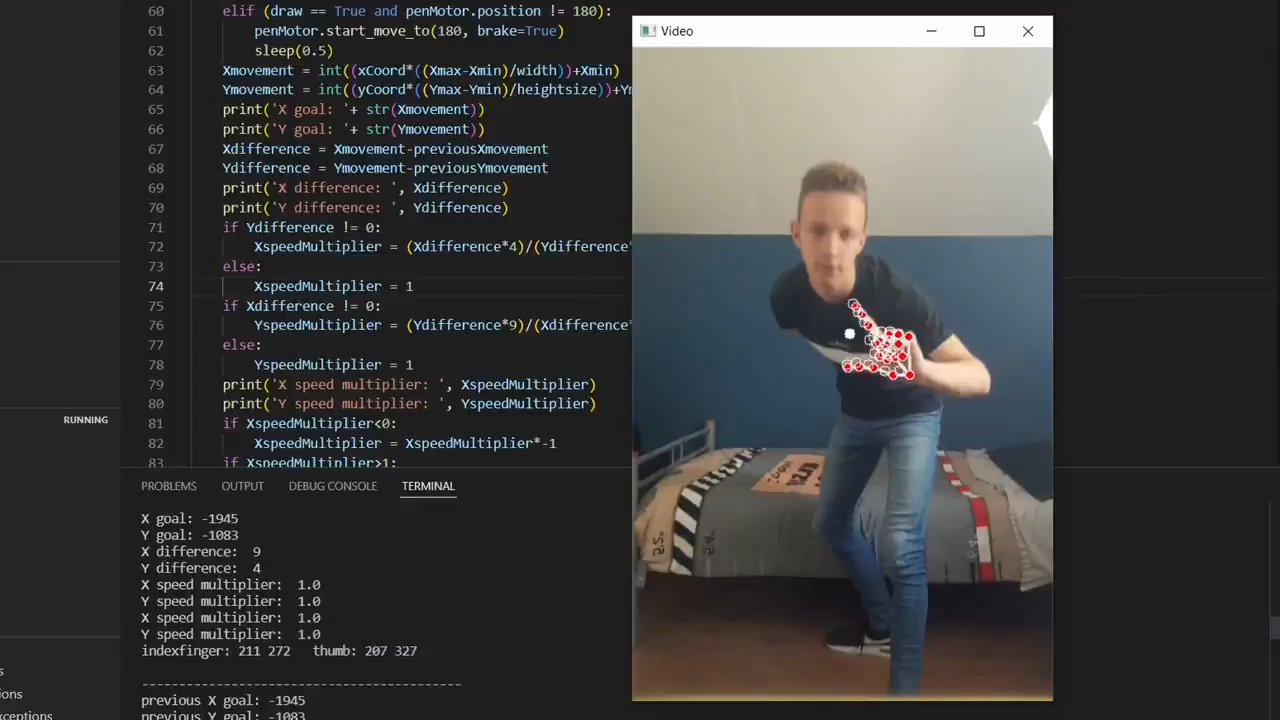 60 elif (draw == True and penMotor.position != 180):
61 penMotor.start_move_to(180, brake=True)
62 sleep(0.5)
63 Xmovement = int((xCoord*((Xmax-Xmin)/width))+Xmin)
64 Ymovement = int((yCoord*((Ymax-Ymin)/heightsize))+Ym
65 print('X goal: '+ str(Xmovement))
66 print('Y goal: '+ str(Ymovement))
67 Xdifference = Xmovement-previousXmovement
68 Ydifference = Ymovement-previousYmovement
69 print('X difference: ', Xdifference)
70 print('Y difference: ', Ydifference)
71 if Ydifference != 0:
72 XspeedMultiplier = (Xdifference*4)/(Ydifference*
73 else:
74 XspeedMultiplier = 1
75 if Xdifference != 0:
76 YspeedMultiplier = (Ydifference*9)/(Xdifference*
77 else:
78 YspeedMultiplier = 1
79 print('X speed multiplier: ', XspeedMultiplier)
80 print('Y speed multiplier: ', YspeedMultiplier)
81 if XspeedMultiplier<0:
82 XspeedMultiplier = XspeedMultiplier*-1
83 if XspeedMultiplier>1:
Video
RUNNING
PROBLEMS OUTPUT DEBUG CONSOLE TERMINAL
X goal: -1945
Y goal: -1083
X difference: 9
Y difference: 4
X speed multiplier: 1.0
Y speed multiplier: 1.0
X speed multiplier: 1.0
Y speed multiplier: 1.0
indexfinger: 211 272 thumb: 207 327
----------------------------------------
previous X goal: -1945
previous Y goal: -1083
s
ions
xceptions